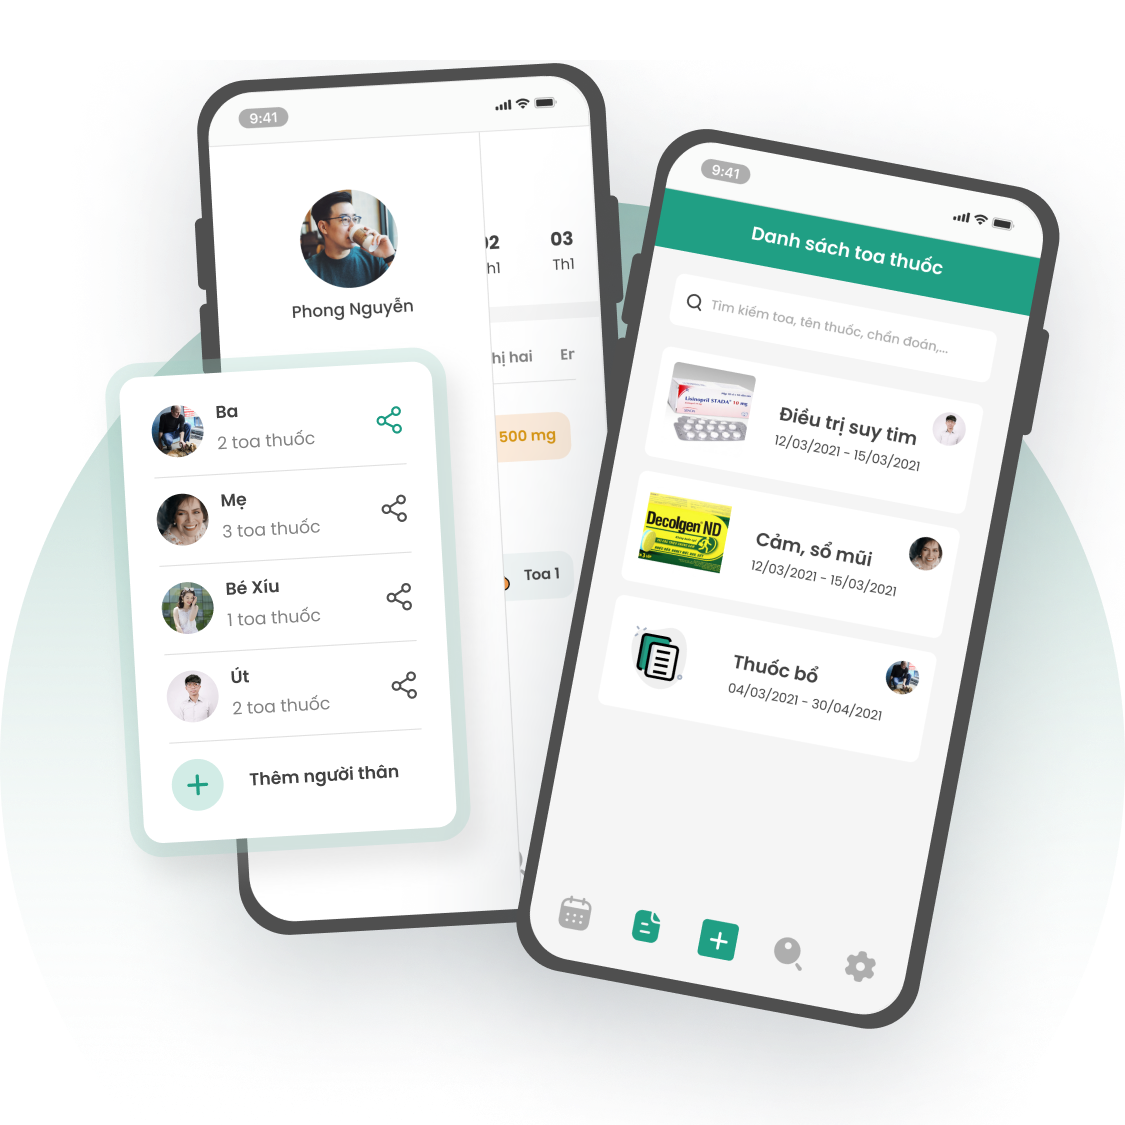 9:41
Phong Nguyễn
02
Th1
03
Th1
hị hai
500 mg
Toa 1
Ba
2 toa thuốc
Mẹ
3 toa thuốc
Bé Xíu
1 toa thuốc
Út
2 toa thuốc
Thêm người thân
9:41
Danh sách toa thuốc
Tìm kiếm toa, tên thuốc, chẩn đoán,...
Lisinopril STADA® 10 mg
Điều trị suy tim
12/03/2021 - 15/03/2021
Decolgen® ND
Cảm, sổ mũi
12/03/2021 - 15/03/2021
Thuốc bổ
04/03/2021 - 30/04/2021